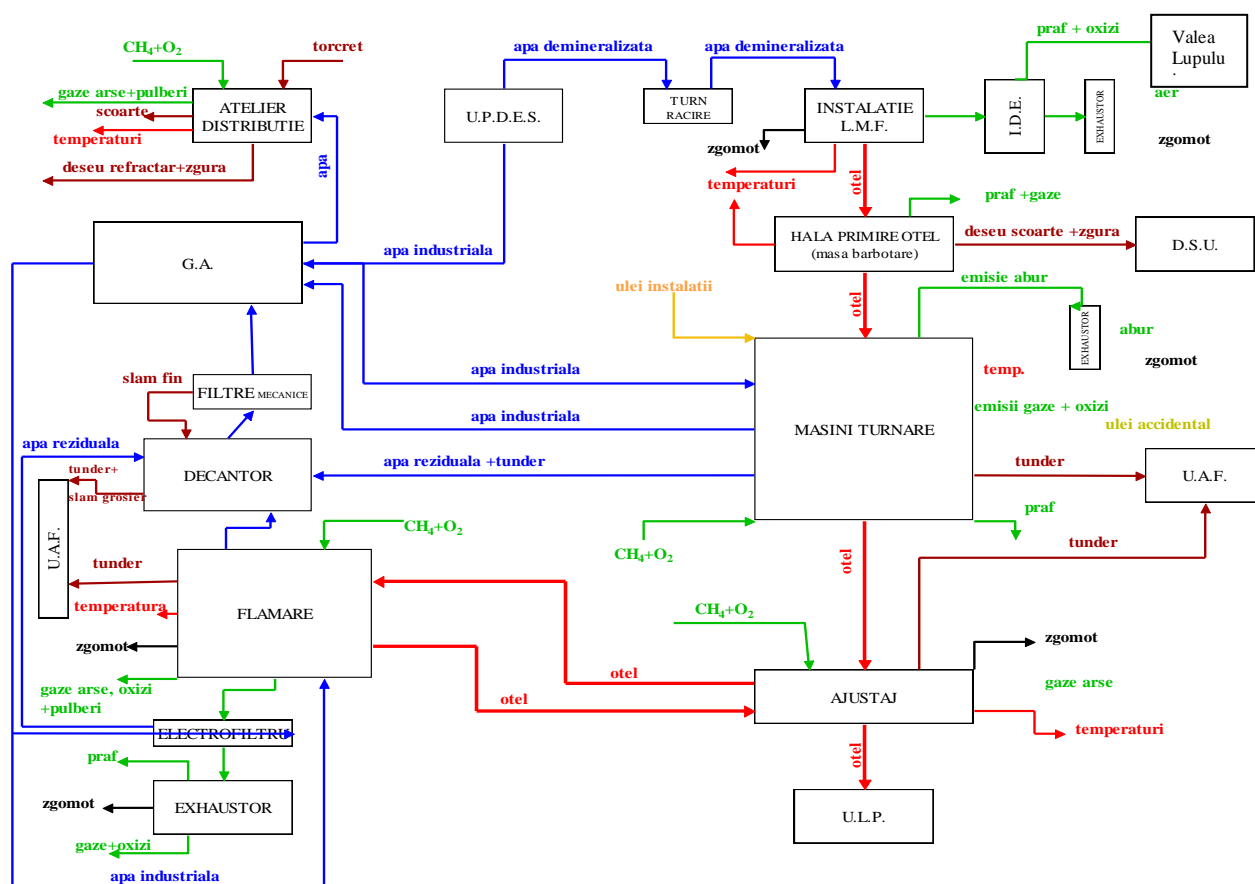 CH₄+O₂
torcret
apa demineralizata
apa demineralizata
praf + oxizi
Valea
Lupulu
.
gaze arse+pulberi
scoarte
temperaturi
ATELIER
DISTRIBUTIE
deseu refractar+zgura
apa
U.P.D.E.S.
TURN
RACIRE
INSTALATIE
L.M.F.
zgomot
temperaturi
otel
I.D.E.
EXHAUSTOR
aer
zgomot
praf +gaze
G.A.
apa industriala
HALA PRIMIRE OTEL
(masa barbotare)
deseu scoarte +zgura
D.S.U.
ulei instalatii
otel
emisie abur
EXHAUSTOR
abur
zgomot
slam fin
FILTRE MECANICE
apa industriala
apa industriala
MASINI TURNARE
temp.
emisii gaze + oxizi
ulei accidental
apa reziduala
DECANTOR
tunder+
slam grosier
apa reziduala +tunder
tunder
U.A.F.
U.A.F.
CH₄+O₂
CH₄+O₂
praf
tunder
tunder
temperatura
FLAMARE
otel
zgomot
CH₄+O₂
zgomot
gaze arse, oxizi
+pulberi
otel
otel
AJUSTAJ
gaze arse
temperaturi
ELECTROFILTRU
praf
zgomot
EXHAUSTOR
gaze+oxizi
otel
U.L.P.
apa industriala